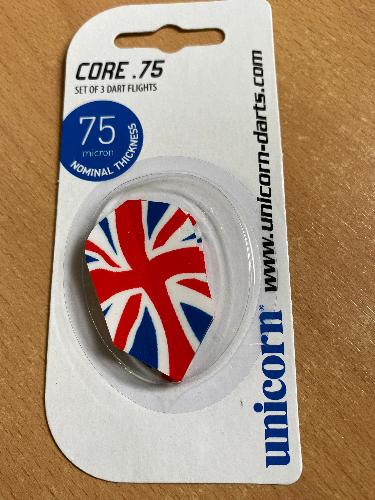 CORE .75
SET OF 3 DART FLIGHTS
75
micron
NOMINAL THICKNESS
www.unicorn-darts.com
unicorn®